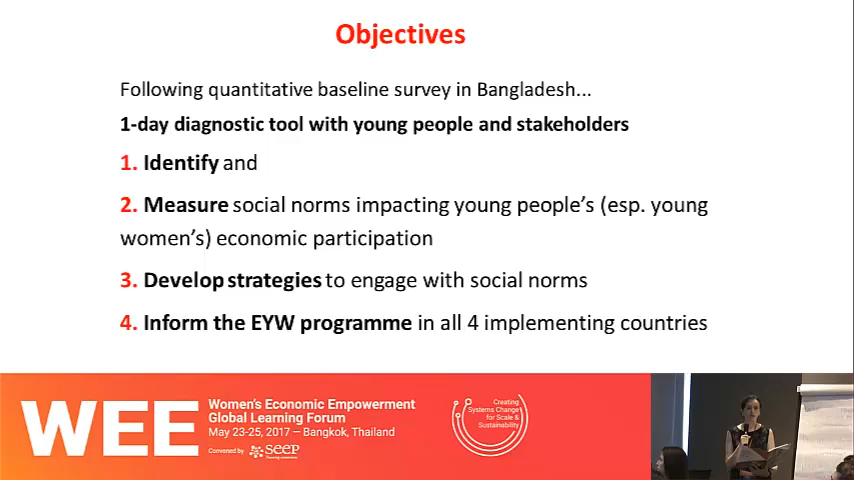 Objectives
Following quantitative baseline survey in Bangladesh...
1-day diagnostic tool with young people and stakeholders
1. Identify and
2. Measure social norms impacting young people's (esp. young
women's) economic participation
3. Develop strategies to engage with social norms
4. Inform the EYW programme in all 4 implementing countries
WEE
Women's Economic Empowerment
Global Learning Forum
May 23-25, 2017 – Bangkok, Thailand
Convened by
SEEP
Creating
Systems Change
for Scale &
Sustainability